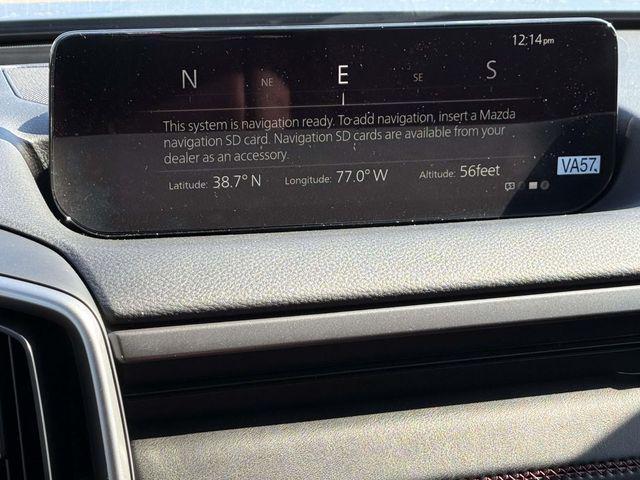 12:14pm
N NE E SE S
This system is navigation ready. To add navigation, insert a Mazda
navigation SD card. Navigation SD cards are available from your
dealer as an accessory.
Latitude: 38.7° N Longitude: 77.0° W Altitude: 56feet
VA57